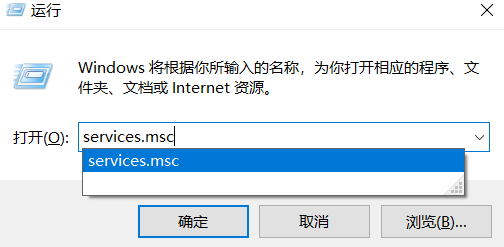 运行
Windows 将根据你所输入的名称，为你打开相应的程序、文
件夹、文档或 Internet 资源。
打开(O): services.msc
services.msc
确定 取消 浏览(B)...